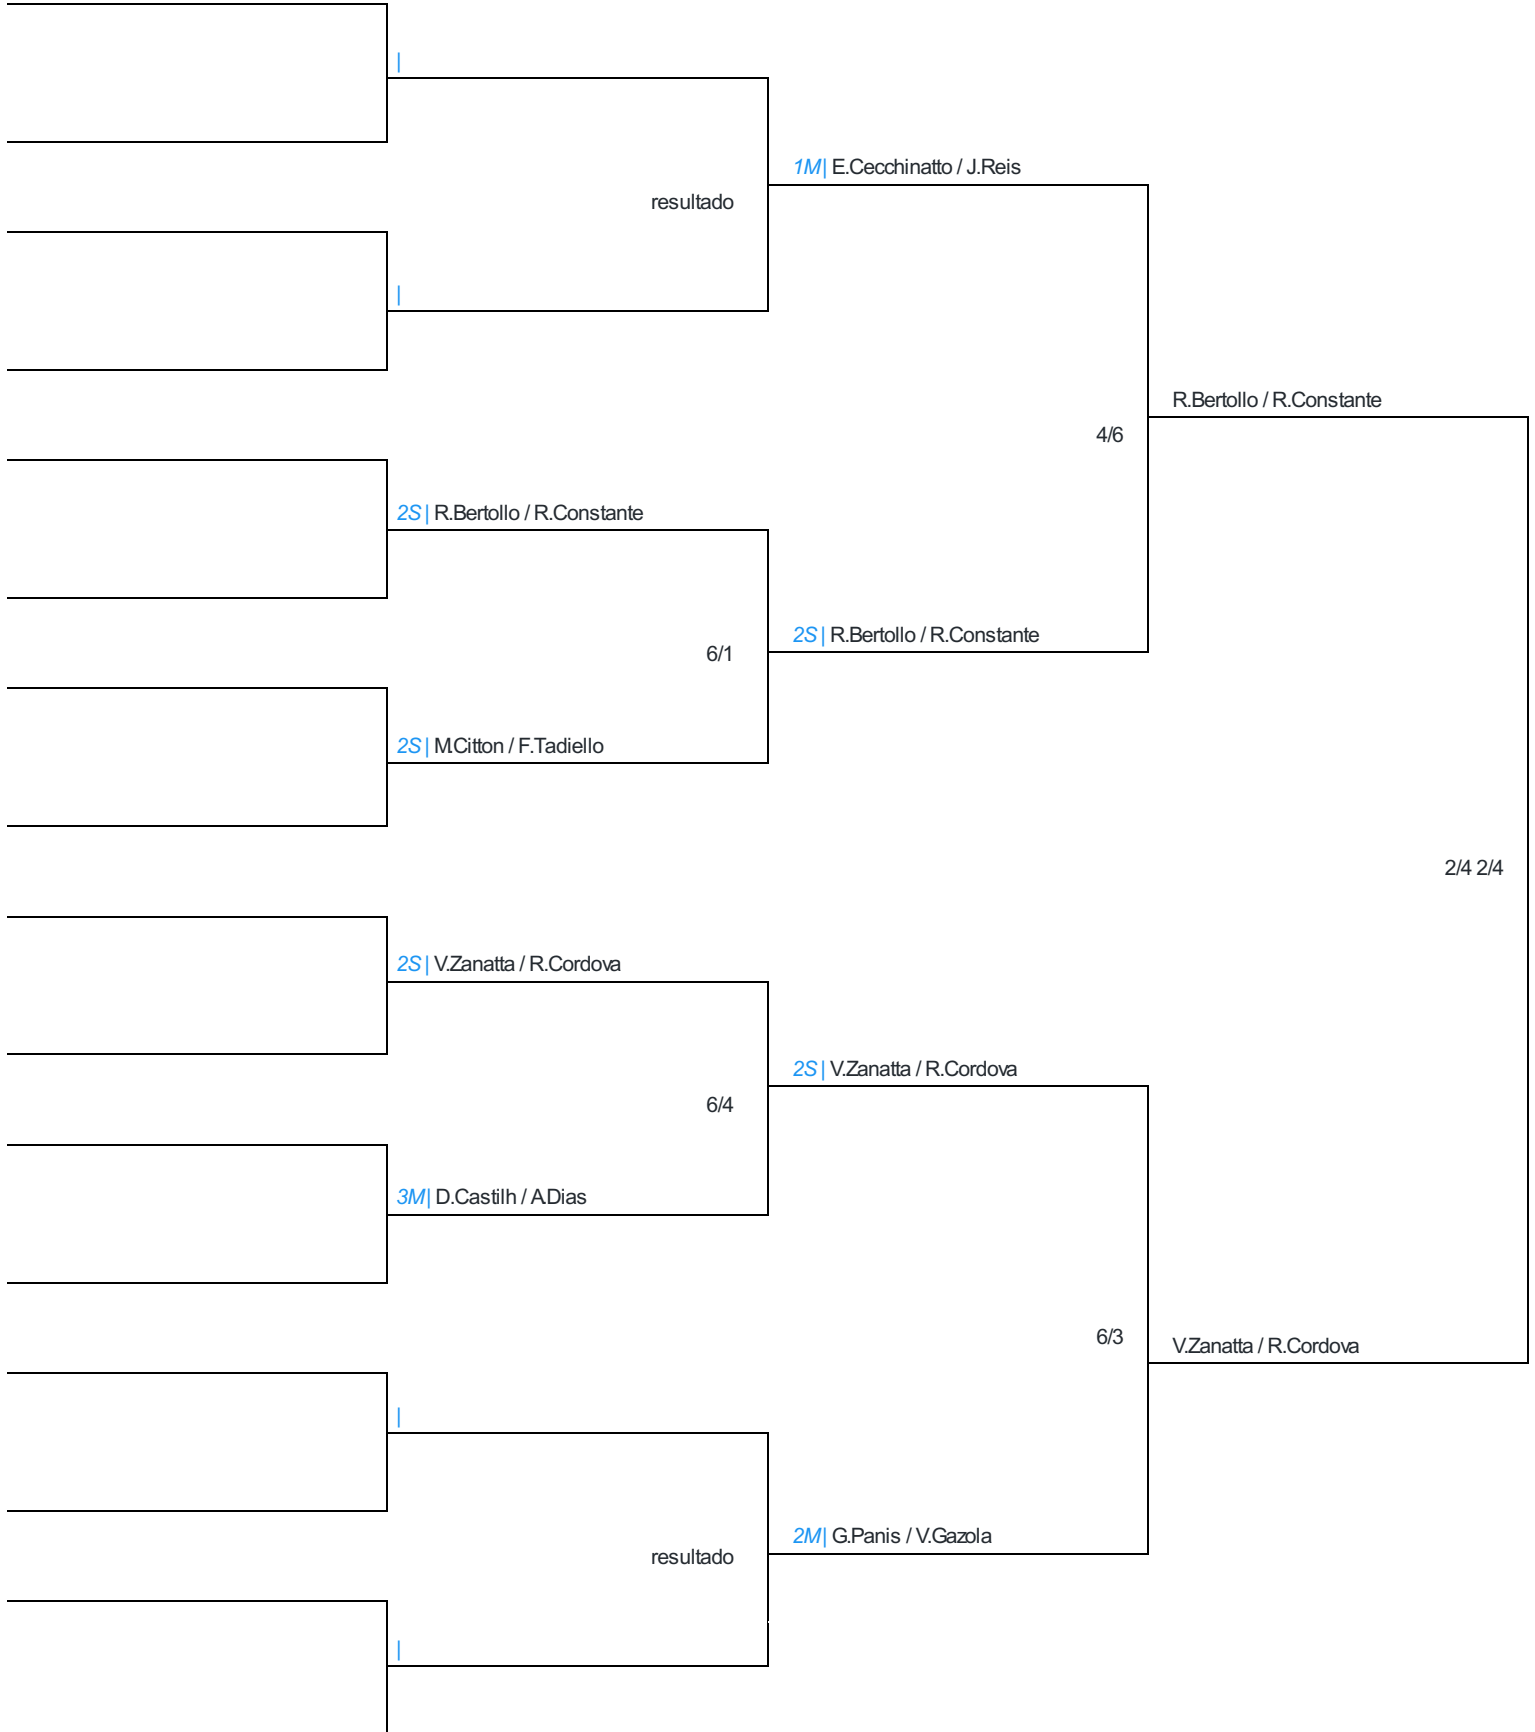 |
1M| E.Cecchinatto / J.Reis
resultado
|
R.Bertollo / R.Constante
4/6
2S| R.Bertollo / R.Constante
2S| R.Bertollo / R.Constante
6/1
2S| M.Citton / F.Tadiello
2/4 2/4
2S| V.Zanatta / R.Cordova
2S| V.Zanatta / R.Cordova
6/4
3M| D.Castilh / A.Dias
6/3
V.Zanatta / R.Cordova
|
2M| G.Panis / V.Gazola
resultado
|